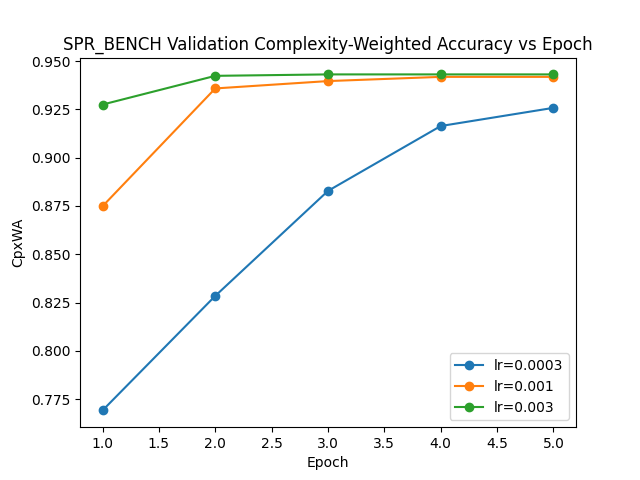 SPR_BENCH Validation Complexity-Weighted Accuracy vs Epoch
0.950
0.925
0.900
0.875
0.850
0.825
0.800
0.775
CpxWA
lr=0.0003
lr=0.001
lr=0.003
1.0 1.5 2.0 2.5 3.0 3.5 4.0 4.5 5.0
Epoch